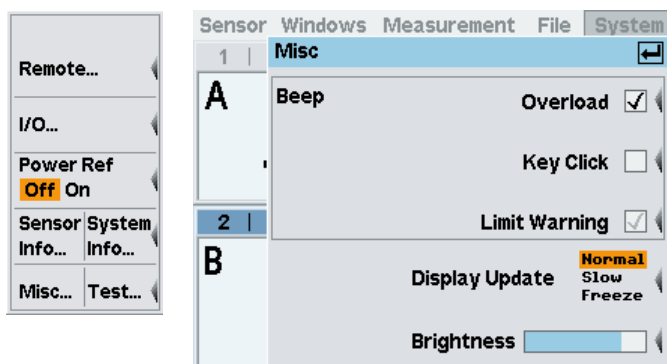 Remote...
I/O...
Power Ref
Off On
Sensor System
Info... Info...
Misc... Test...
Sensor Windows Measurement File System
1
Misc
A
Beep
Overload
Key Click
2
Limit Warning
B
Display Update
Normal
Slow
Freeze
Brightness